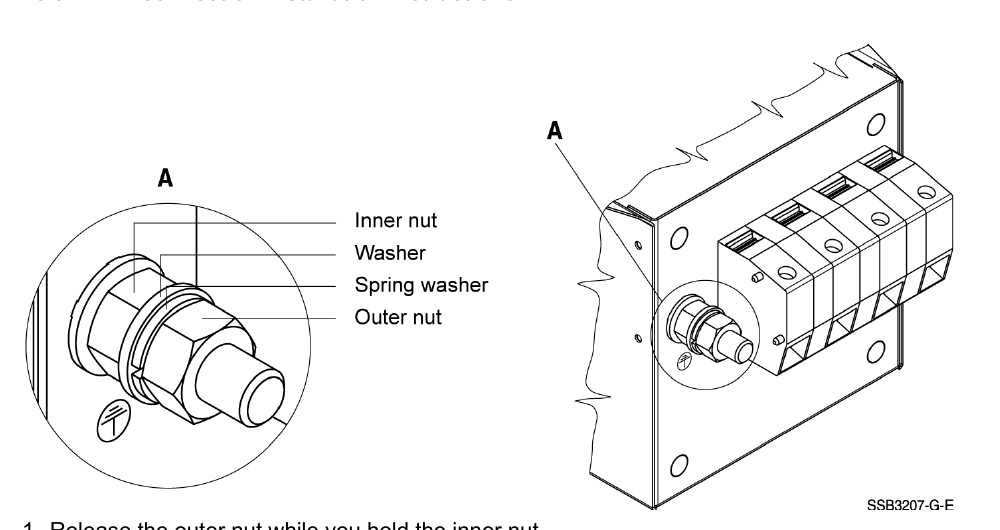 A
A
Inner nut
Washer
Spring washer
Outer nut
SSB3207-G-E
1. Release the outer nut while you hold the inner nut